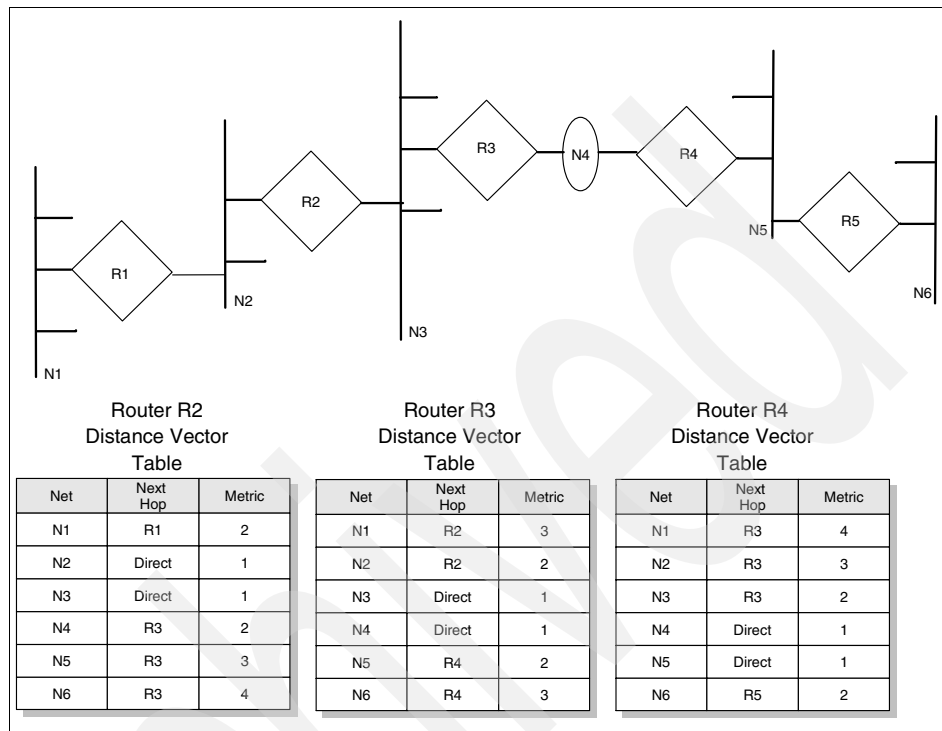 R3
N4
R4
R2
N5
R5
R1
N2
N6
N3
N1
Router R2
Distance Vector
Table
Net Next Hop Metric
N1 R1 2
N2 Direct 1
N3 Direct 1
N4 R3 2
N5 R3 3
N6 R3 4
Router R3
Distance Vector
Table
Net Next Hop Metric
N1 R2 3
N2 R2 2
N3 Direct 1
N4 Direct 1
N5 R4 2
N6 R4 3
Router R4
Distance Vector
Table
Net Next Hop Metric
N1 R3 4
N2 R3 3
N3 R3 2
N4 Direct 1
N5 Direct 1
N6 R5 2